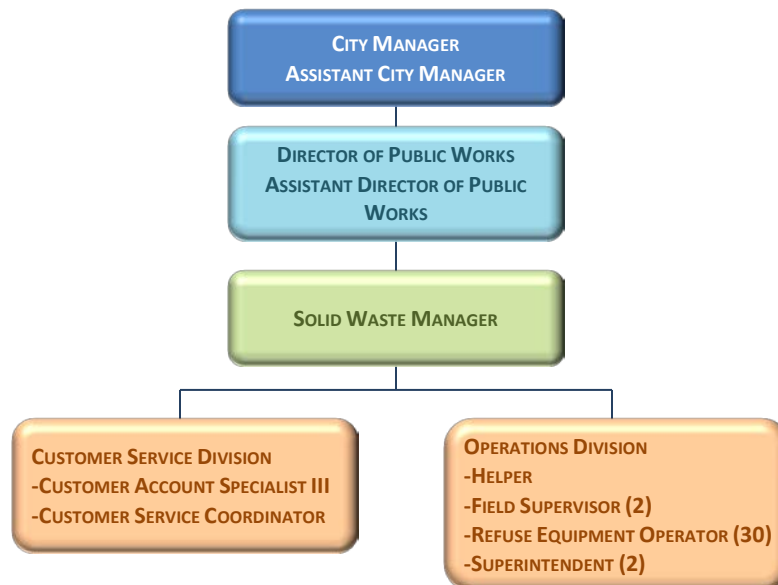 City Manager
Assistant City Manager
Director of Public Works
Assistant Director of Public
Works
Solid Waste Manager
Customer Service Division
-Customer Account Specialist III
-Customer Service Coordinator
Operations Division
-Helper
-Field Supervisor (2)
-Refuse Equipment Operator (30)
-Superintendent (2)